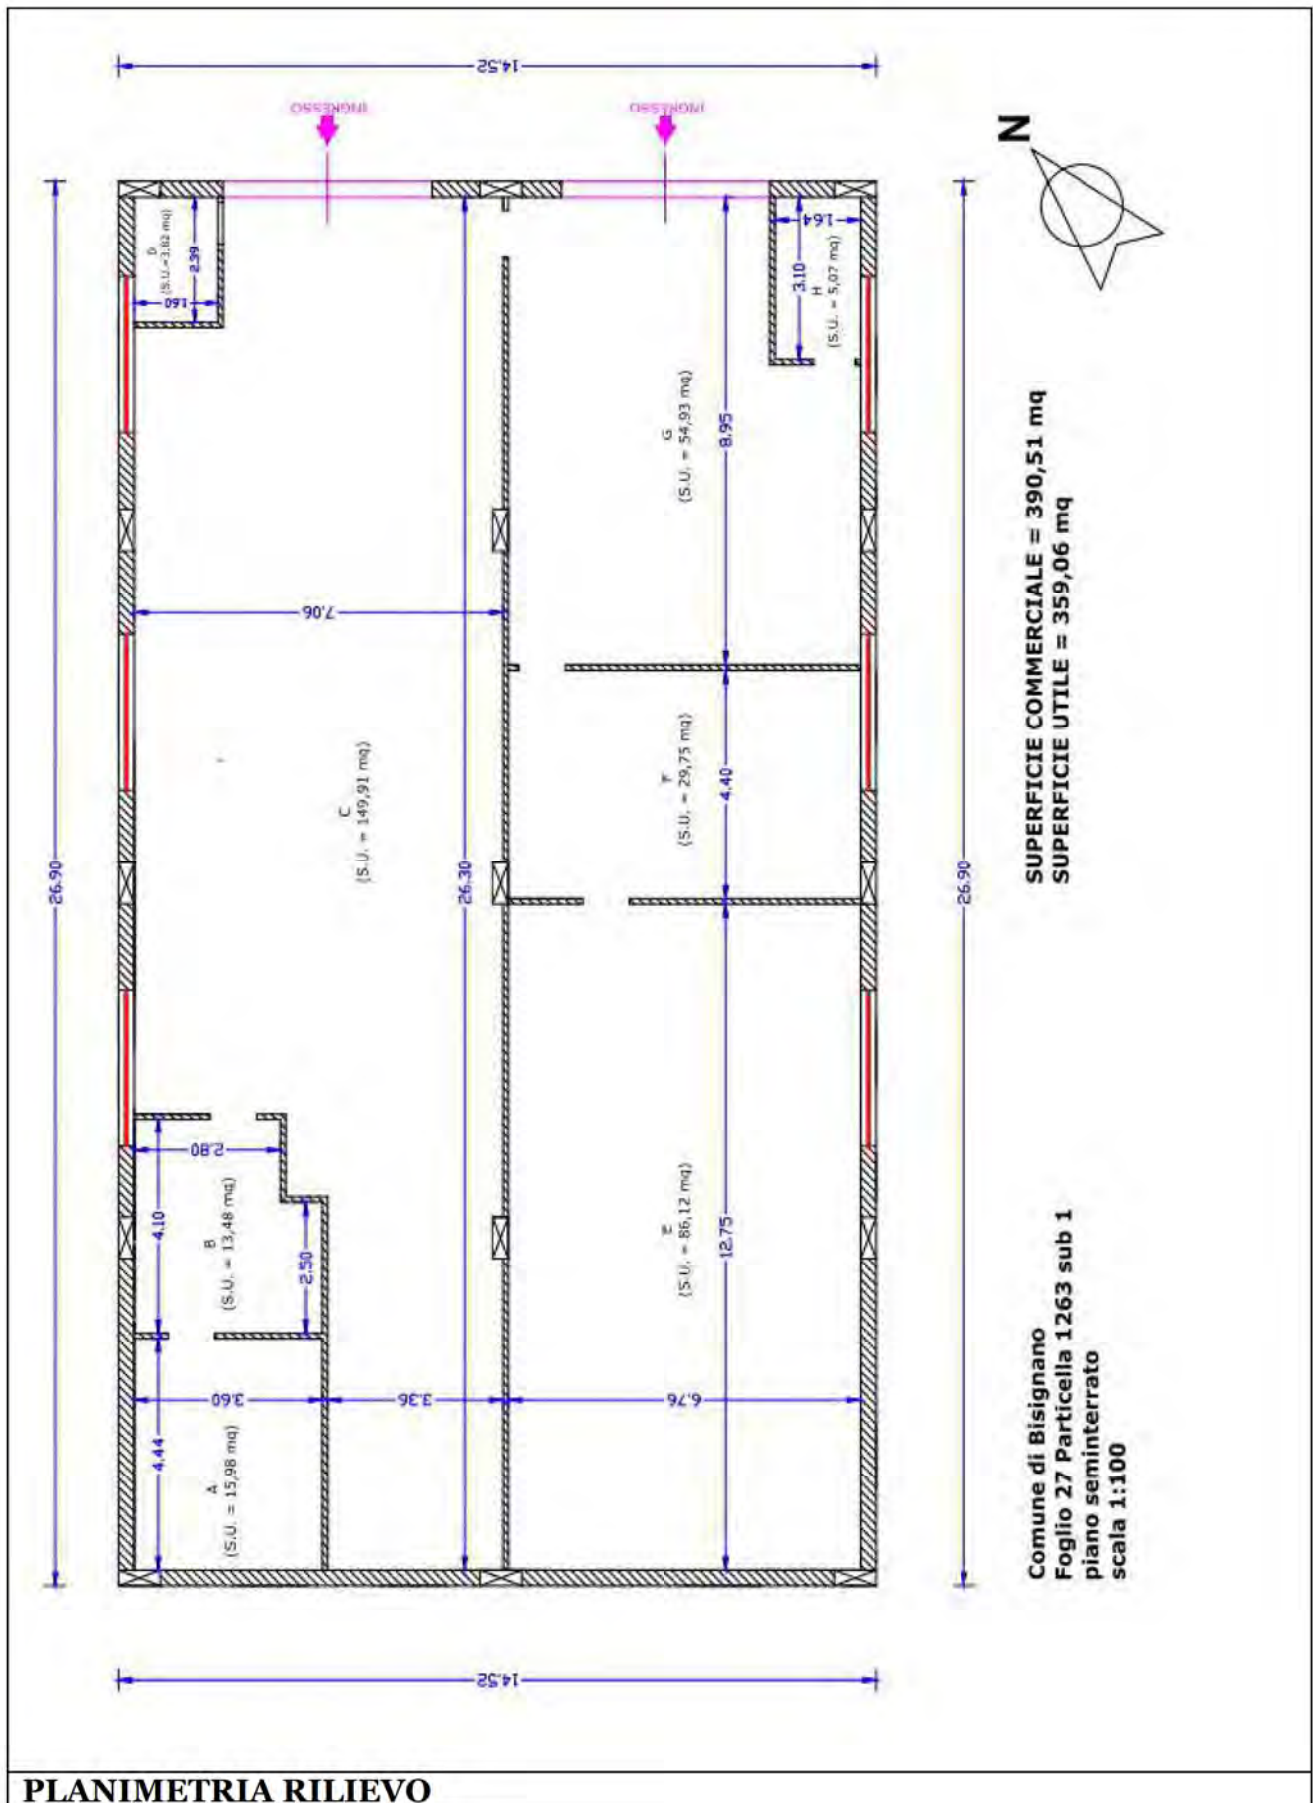 14.52
INGRESSO
INGRESSO
N
D
(S.U.=3,82 mq)
2.39
1.60
1.64
3.10
H
(S.U. = 5,07 mq)
G
(S.U. = 54,93 mq)
8.95
7.06
C
(S.U. = 149,91 mq)
26.30
F
(S.U. = 29,75 mq)
4.40
26.90
26.90
SUPERFICIE COMMERCIALE = 390,51 mq
SUPERFICIE UTILE = 359,06 mq
2.80
4.10
B
(S.U. = 13,48 mq)
2.50
E
(S.U. = 86,12 mq)
12.75
3.60
3.36
6.76
4.44
A
(S.U. = 15,98 mq)
Comune di Bisignano
Foglio 27 Particella 1263 sub 1
piano seminterrato
scala 1:100
14.52
PLANIMETRIA RILIEVO